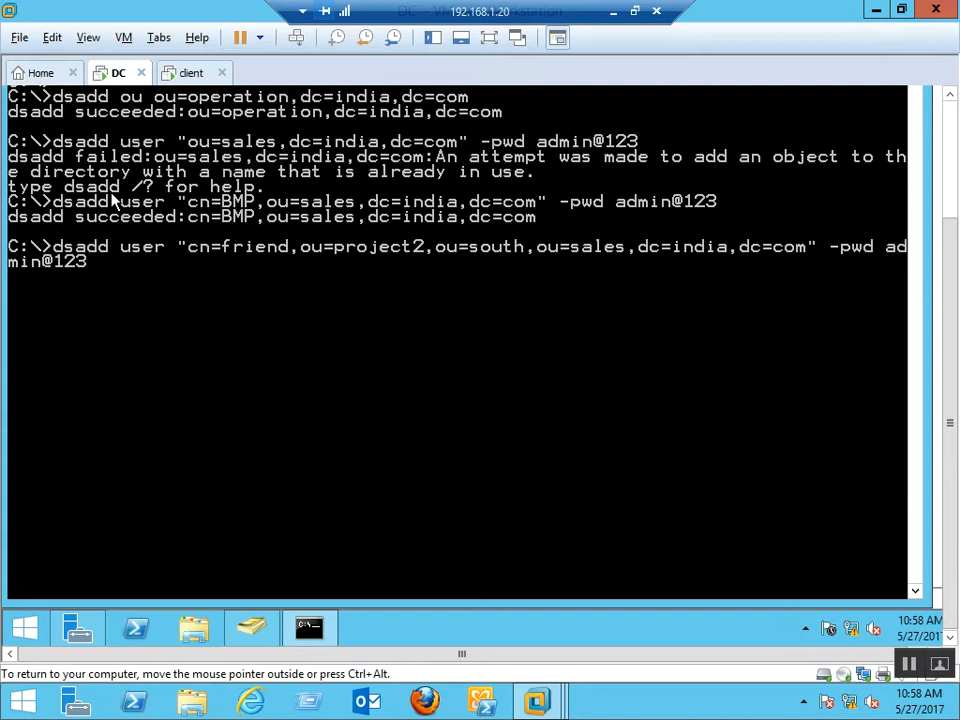 192.168.1.20
File Edit View VM Tabs Help
Home DC client
C:\>dsadd ou ou=operation,dc=india,dc=com
dsadd succeeded:ou=operation,dc=india,dc=com
C:\>dsadd user "ou=sales,dc=india,dc=com" -pwd admin@123
dsadd failed:ou=sales,dc=india,dc=com:An attempt was made to add an object to th
e directory with a name that is already in use.
type dsadd /? for help.
C:\>dsadd user "cn=BMP,ou=sales,dc=india,dc=com" -pwd admin@123
dsadd succeeded:cn=BMP,ou=sales,dc=india,dc=com
C:\>dsadd user "cn=friend,ou=project2,ou=south,ou=sales,dc=india,dc=com" -pwd ad
min@123
10:58 AM
5/27/201
To return to your computer, move the mouse pointer outside or press Ctrl+Alt.
10:58 AM
5/27/2017